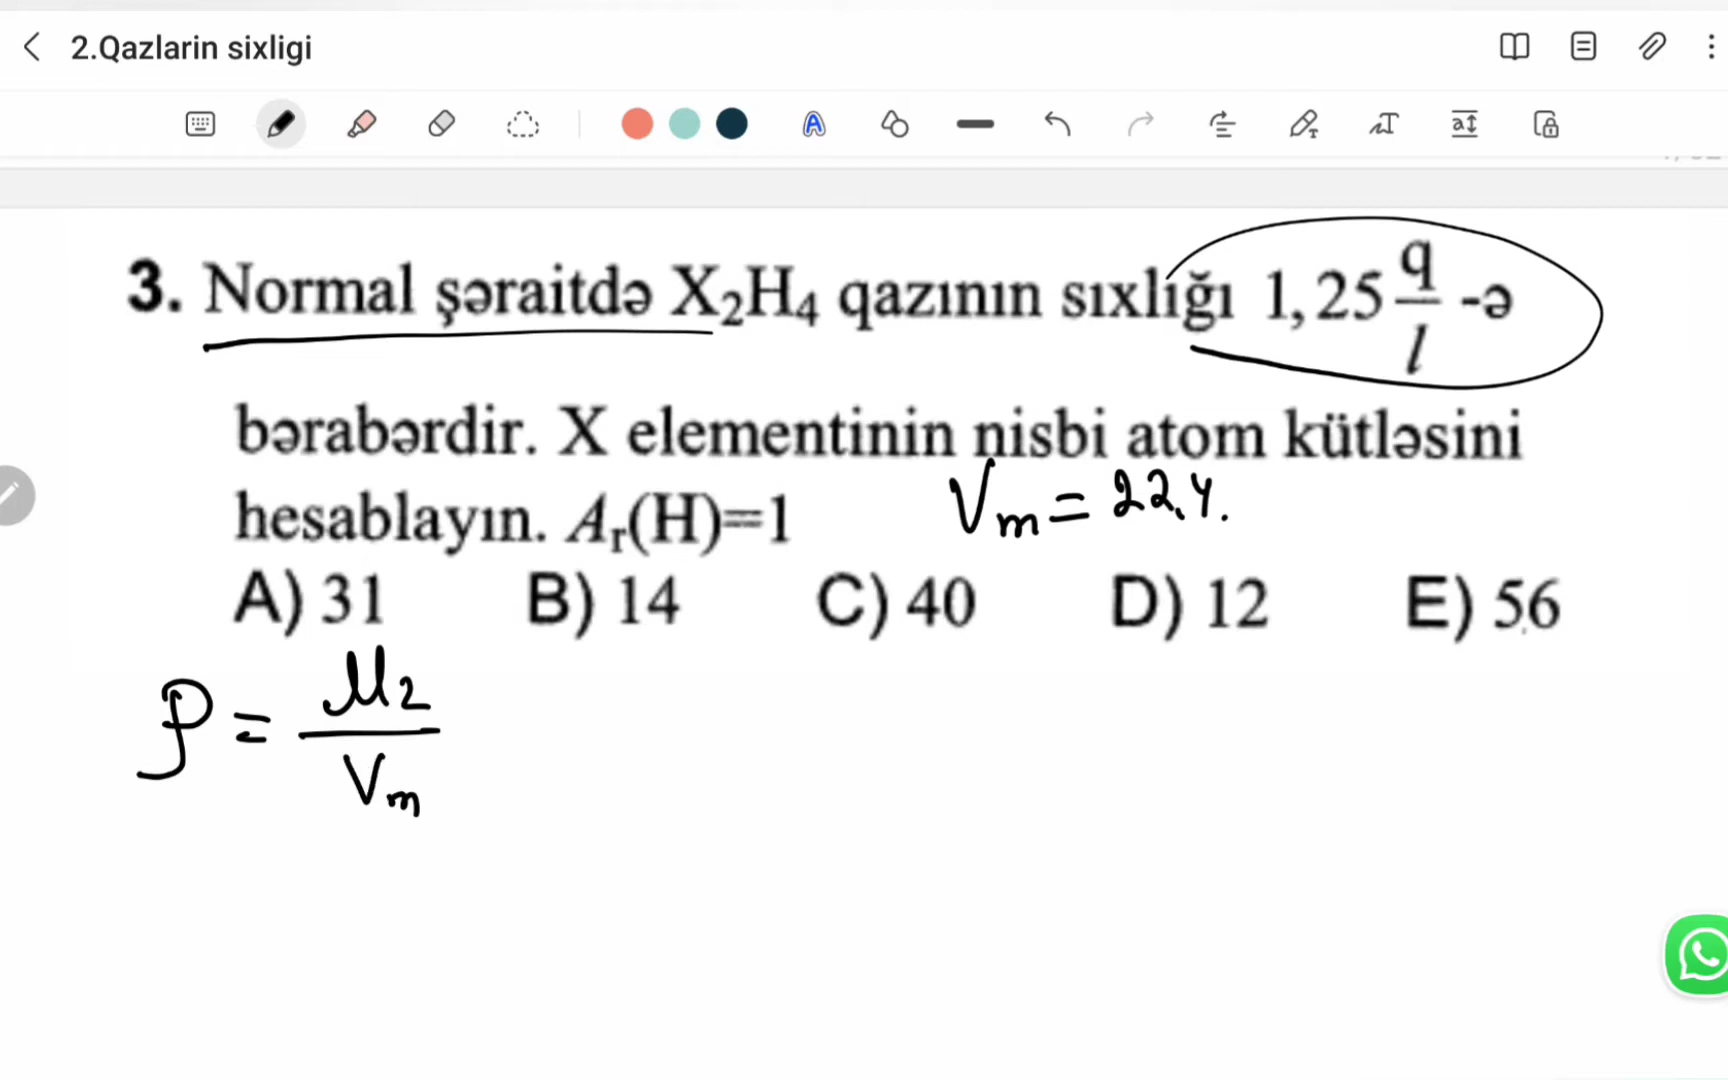 2.Qazlarin sixligi
3. Normal şəraitdə X₂H₄ qazının sıxlığı 1,25 q/l -ə
bərabərdir. X elementinin nisbi atom kütləsini
hesablayın. Aᵣ(H)=1
Vm = 22,4.
A) 31 B) 14 C) 40 D) 12 E) 56
ρ = M₂/Vm